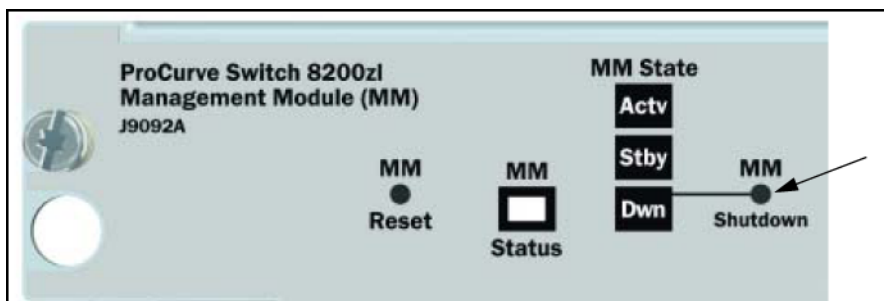 ProCurve Switch 8200zl
Management Module (MM)
J9092A
MM
Reset
MM
Status
MM State
Actv
Stby
Dwn
MM
Shutdown